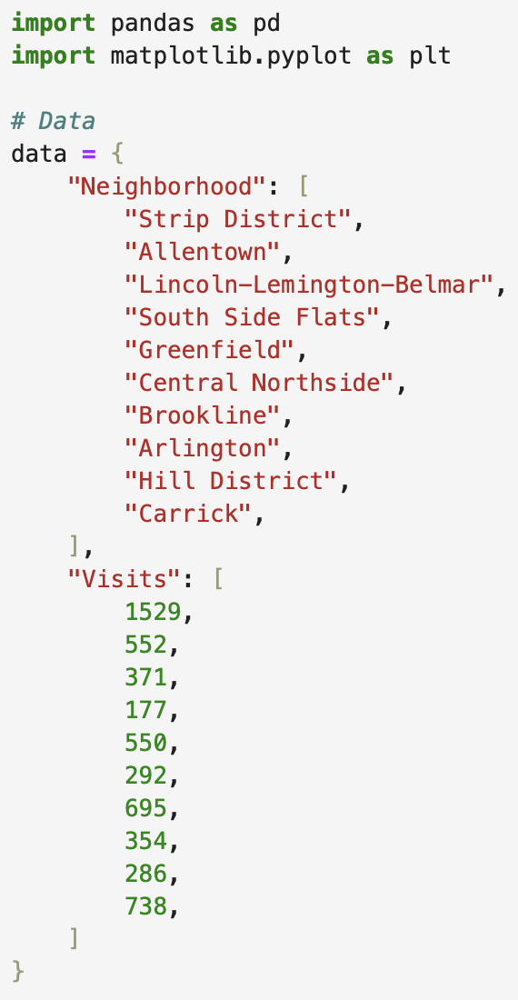 import pandas as pd
import matplotlib.pyplot as plt

# Data
data = {
    "Neighborhood": [
        "Strip District",
        "Allentown",
        "Lincoln-Lemington-Belmar",
        "South Side Flats",
        "Greenfield",
        "Central Northside",
        "Brookline",
        "Arlington",
        "Hill District",
        "Carrick",
    ],
    "Visits": [
        1529,
        552,
        371,
        177,
        550,
        292,
        695,
        354,
        286,
        738,
    ]
}